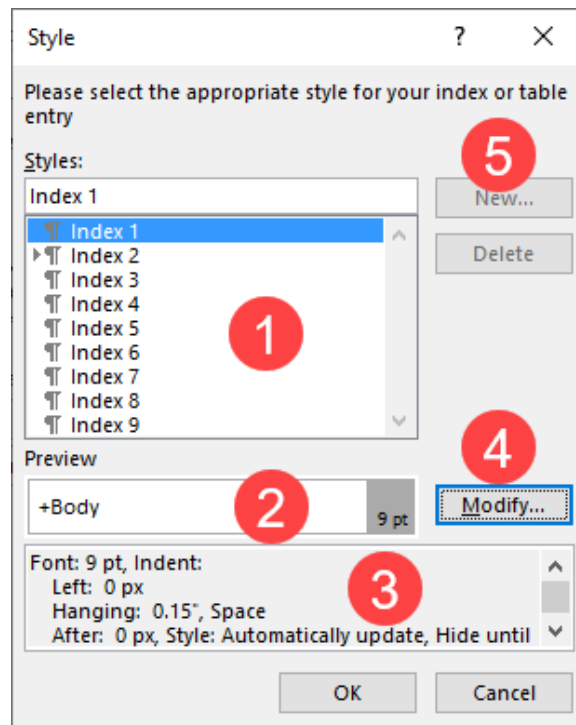 Style ? ×
Please select the appropriate style for your index or table
entry
Styles:
5
Index 1
New...
¶ Index 1
¶ Index 2
Delete
¶ Index 3
¶ Index 4
¶ Index 5
1
¶ Index 6
¶ Index 7
¶ Index 8
¶ Index 9
4
Preview
+Body
2
9 pt
Modify...
Font: 9 pt, Indent:
Left: 0 px
3
Hanging: 0.15", Space
After: 0 px, Style: Automatically update, Hide until
OK
Cancel